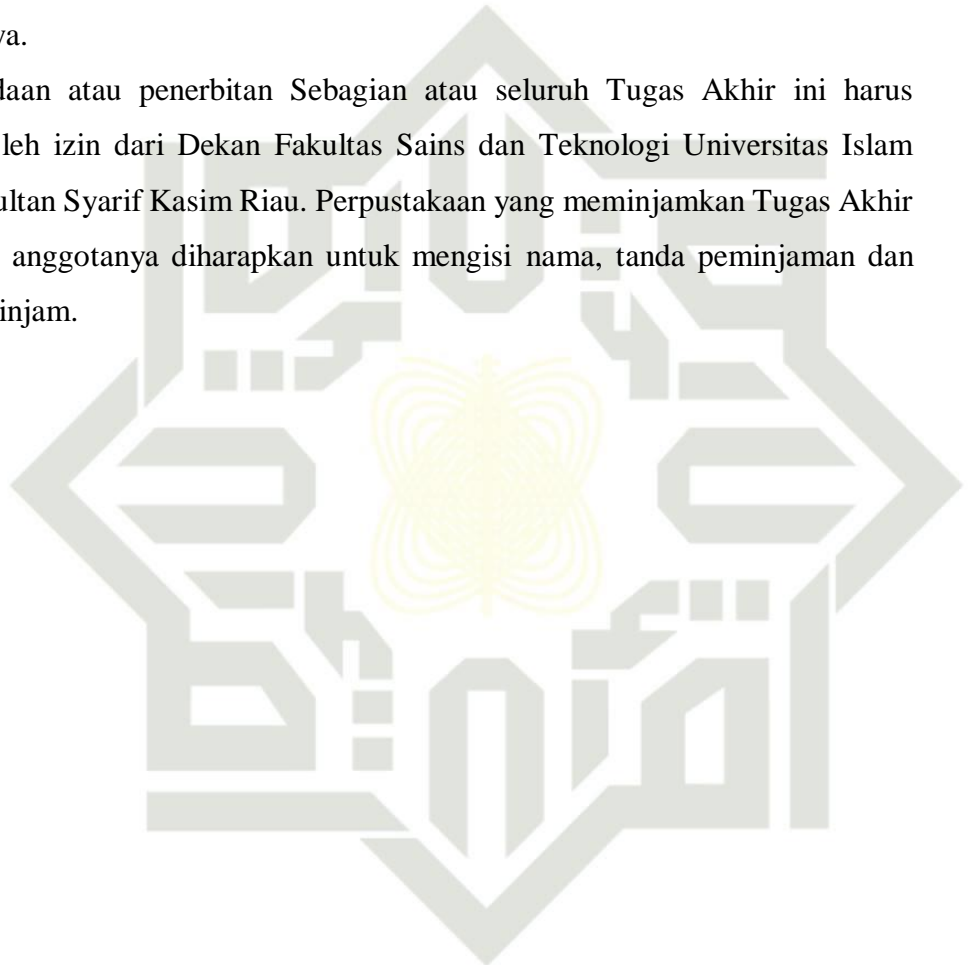 ya.
daan atau penerbitan Sebagian atau seluruh Tugas Akhir ini harus
leh izin dari Dekan Fakultas Sains dan Teknologi Universitas Islam
ultan Syarif Kasim Riau. Perpustakaan yang meminjamkan Tugas Akhir
anggotanya diharapkan untuk mengisi nama, tanda peminjaman dan
injam.